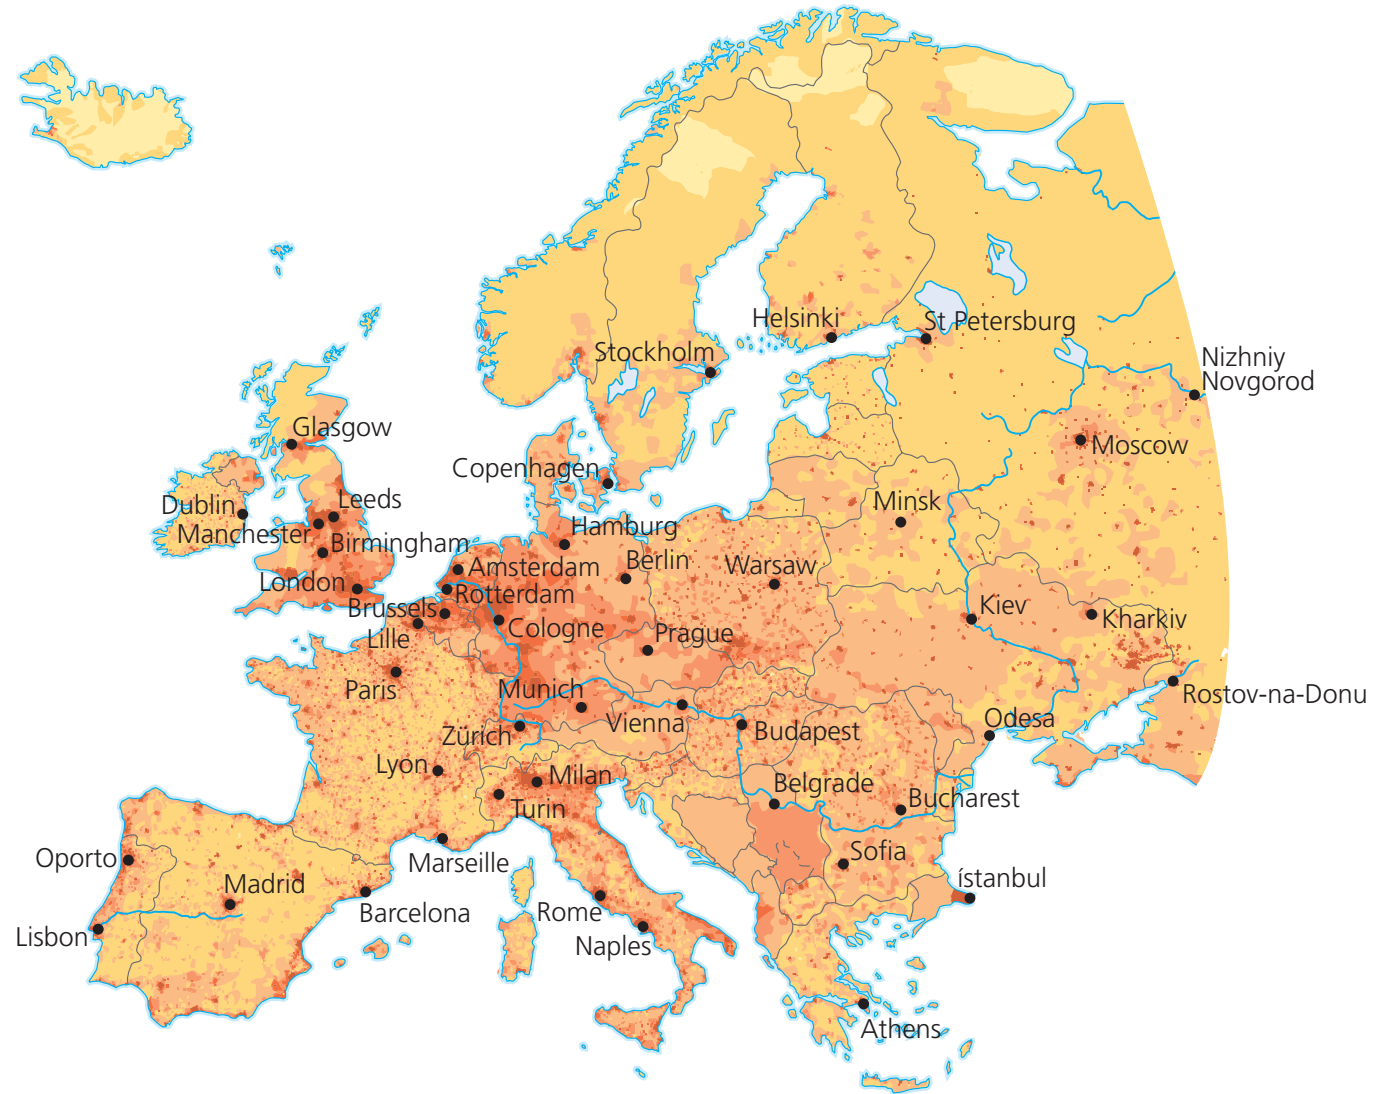 Helsinki
St Petersburg
Stockholm
Nizhniy
Novgorod
Glasgow
Moscow
Copenhagen
Leeds
Dublin
Minsk
Manchester
Hamburg
Birmingham
Berlin
Amsterdam
Warsaw
London
Rotterdam
Brussels
Kiev
Kharkiv
Cologne
Lille
Prague
Paris
Munich
Rostov-na-Donu
Vienna
Odesa
Zürich
Budapest
Lyon
Milan
Belgrade
Turin
Bucharest
Oporto
Marseille
Sofia
Madrid
ístanbul
Barcelona
Rome
Lisbon
Naples
Athens